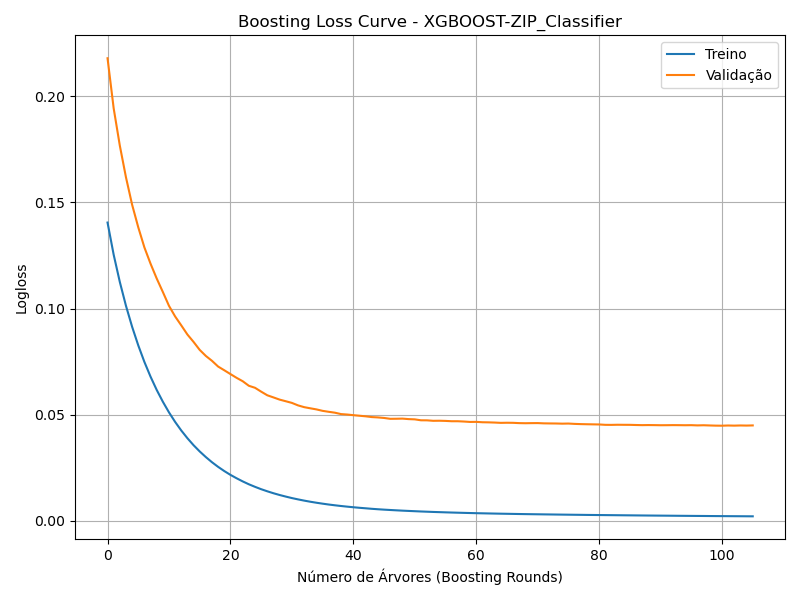 Boosting Loss Curve - XGBOOST-ZIP_Classifier
Treino
Validação
Logloss
0.20
0.15
0.10
0.05
0.00
0 20 40 60 80 100
Número de Árvores (Boosting Rounds)